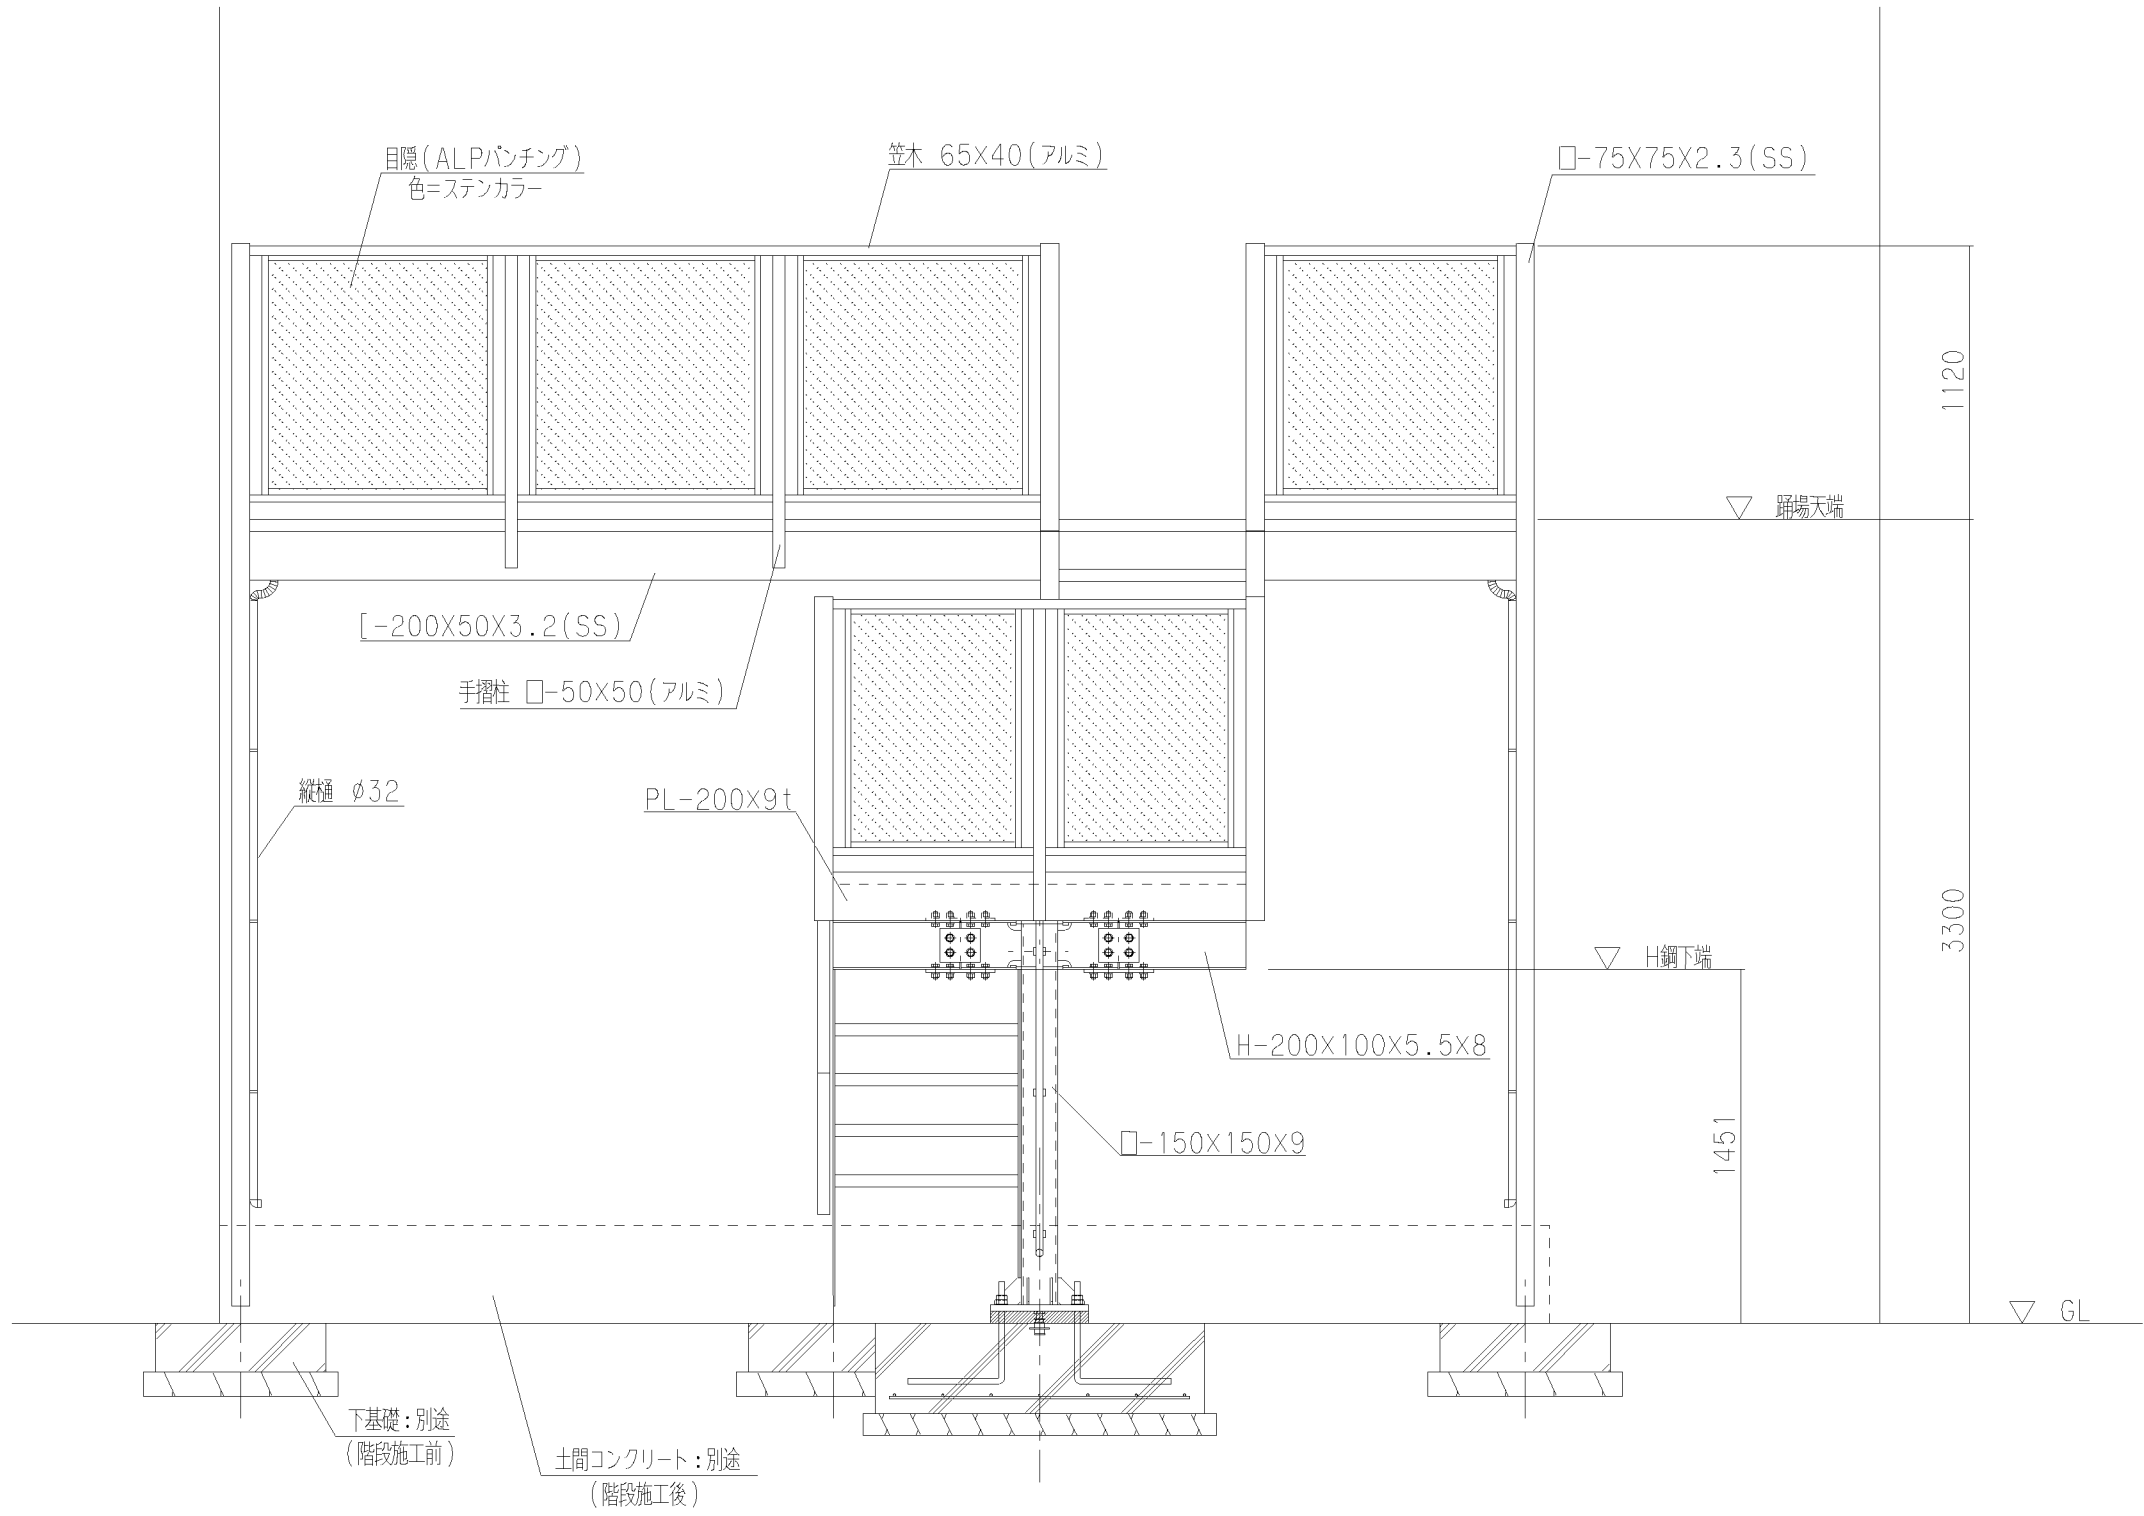 目隠(ALPパンチング)
色=ステンカラー
笠木 65X40(アルミ)
□-75X75X2.3(SS)
1120
踊場天端
[-200X50X3.2(SS)
手摺柱 □-50X50(アルミ)
縦樋 φ32
PL-200X9t
3300
H鋼下端
H-200X100X5.5X8
□-150X150X9
1451
GL
下基礎:別途
(階段施工前)
土間コンクリート:別途
(階段施工後)